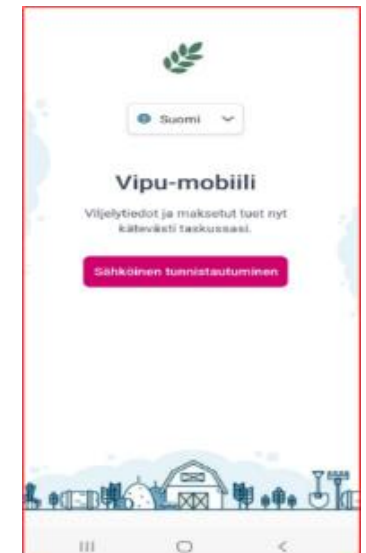 Suomi
Vipu-mobiili
Viljelytiedot ja maksetut tuet nyt
kätevästi taskussasi.
Sähköinen tunnistautuminen